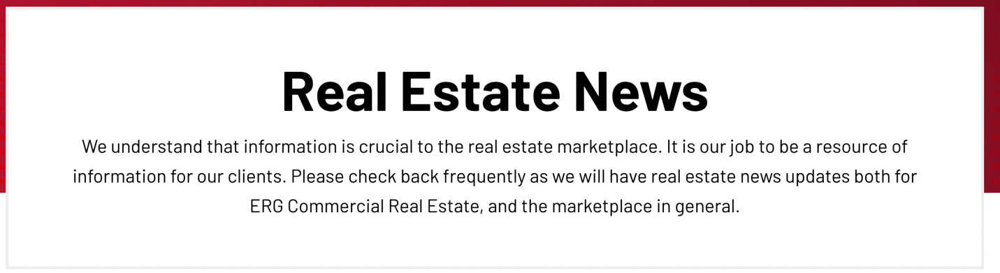 Real Estate News
We understand that information is crucial to the real estate marketplace. It is our job to be a resource of
information for our clients. Please check back frequently as we will have real estate news updates both for
ERG Commercial Real Estate, and the marketplace in general.